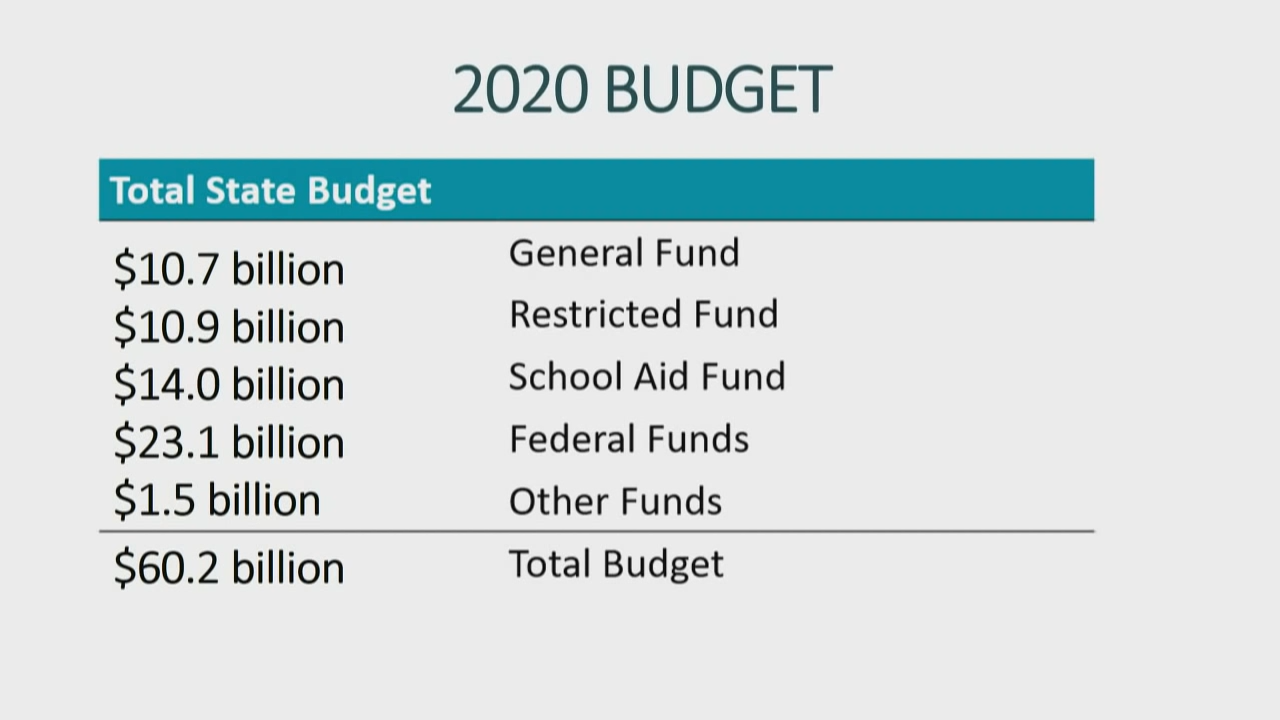 2020 BUDGET
Total State Budget
$10.7 billion General Fund
$10.9 billion Restricted Fund
$14.0 billion School Aid Fund
$23.1 billion Federal Funds
$1.5 billion Other Funds
$60.2 billion Total Budget